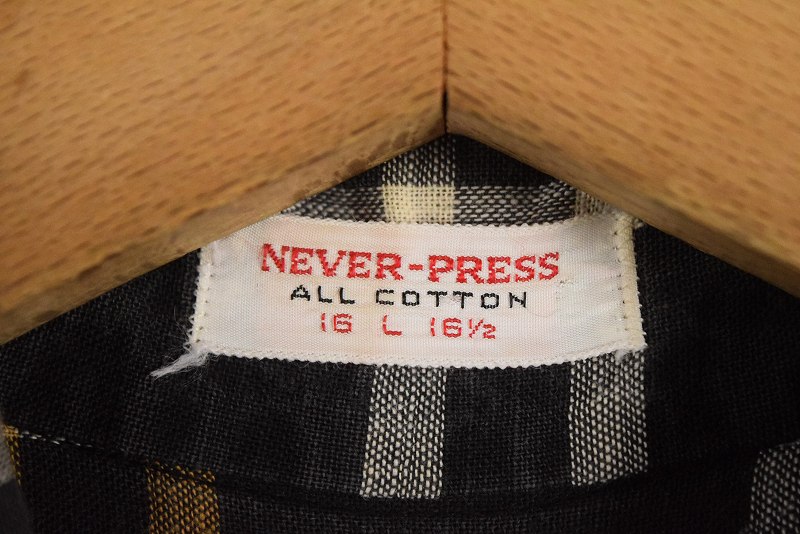 NEVER-PRESS
ALL COTTON
16 L 16½